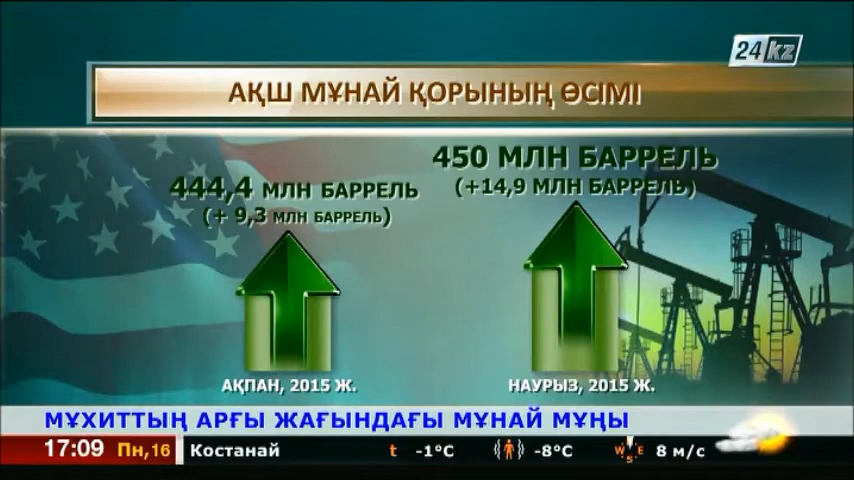 24kz
АҚШ МҰНАЙ ҚОРЫНЫҢ ӨСІМІ
444,4 МЛН БАРРЕЛЬ
(+ 9,3 МЛН БАРРЕЛЬ)
450 МЛН БАРРЕЛЬ
(+14,9 МЛН БАРРЕЛЬ)
АҚПАН, 2015 Ж.
НАУРЫЗ, 2015 Ж.
МҰХИТТЫҢ АРҒЫ ЖАҒЫНДАҒЫ МҰНАЙ МҰҢЫ
17:09 Пн,16 Костанай t -1°C -8°C W S E 8 м/с